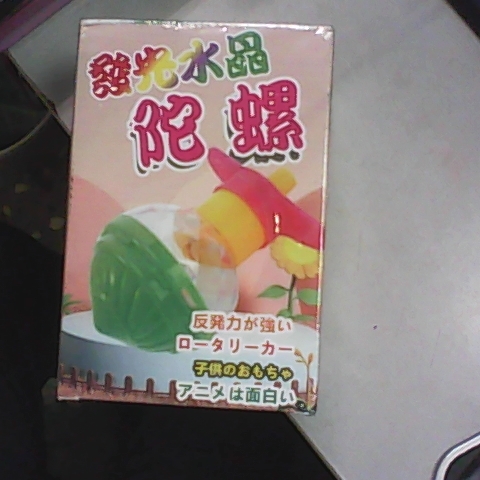 發光水晶
陀螺
反発力が強い
ロータリーカー
子供のおもちゃ
アニメは面白い